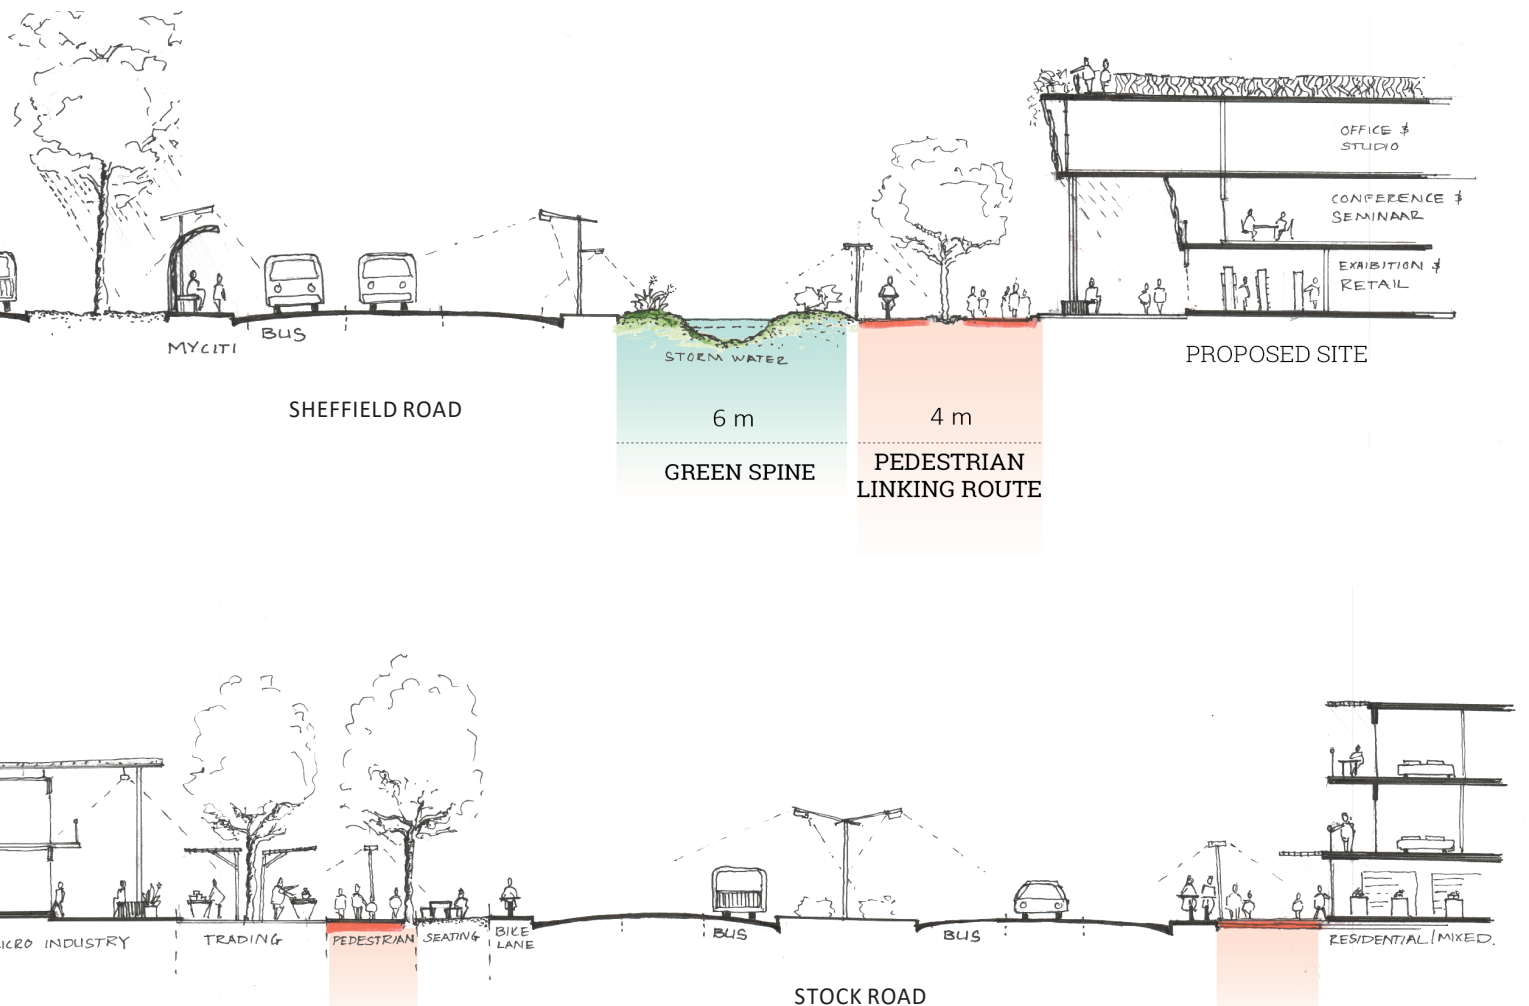 OFFICE &
STUDIO
CONFERENCE &
SEMINAAR
EXHIBITION &
RETAIL
MYCITI
BUS
STORM WATER
PROPOSED SITE
SHEFFIELD ROAD
6 m
4 m
GREEN SPINE
PEDESTRIAN
LINKING ROUTE
ICRO INDUSTRY
TRADING
PEDESTRIAN
SEATING
BIKE
LANE
BUS
BUS
RESIDENTIAL/MIXED.
STOCK ROAD